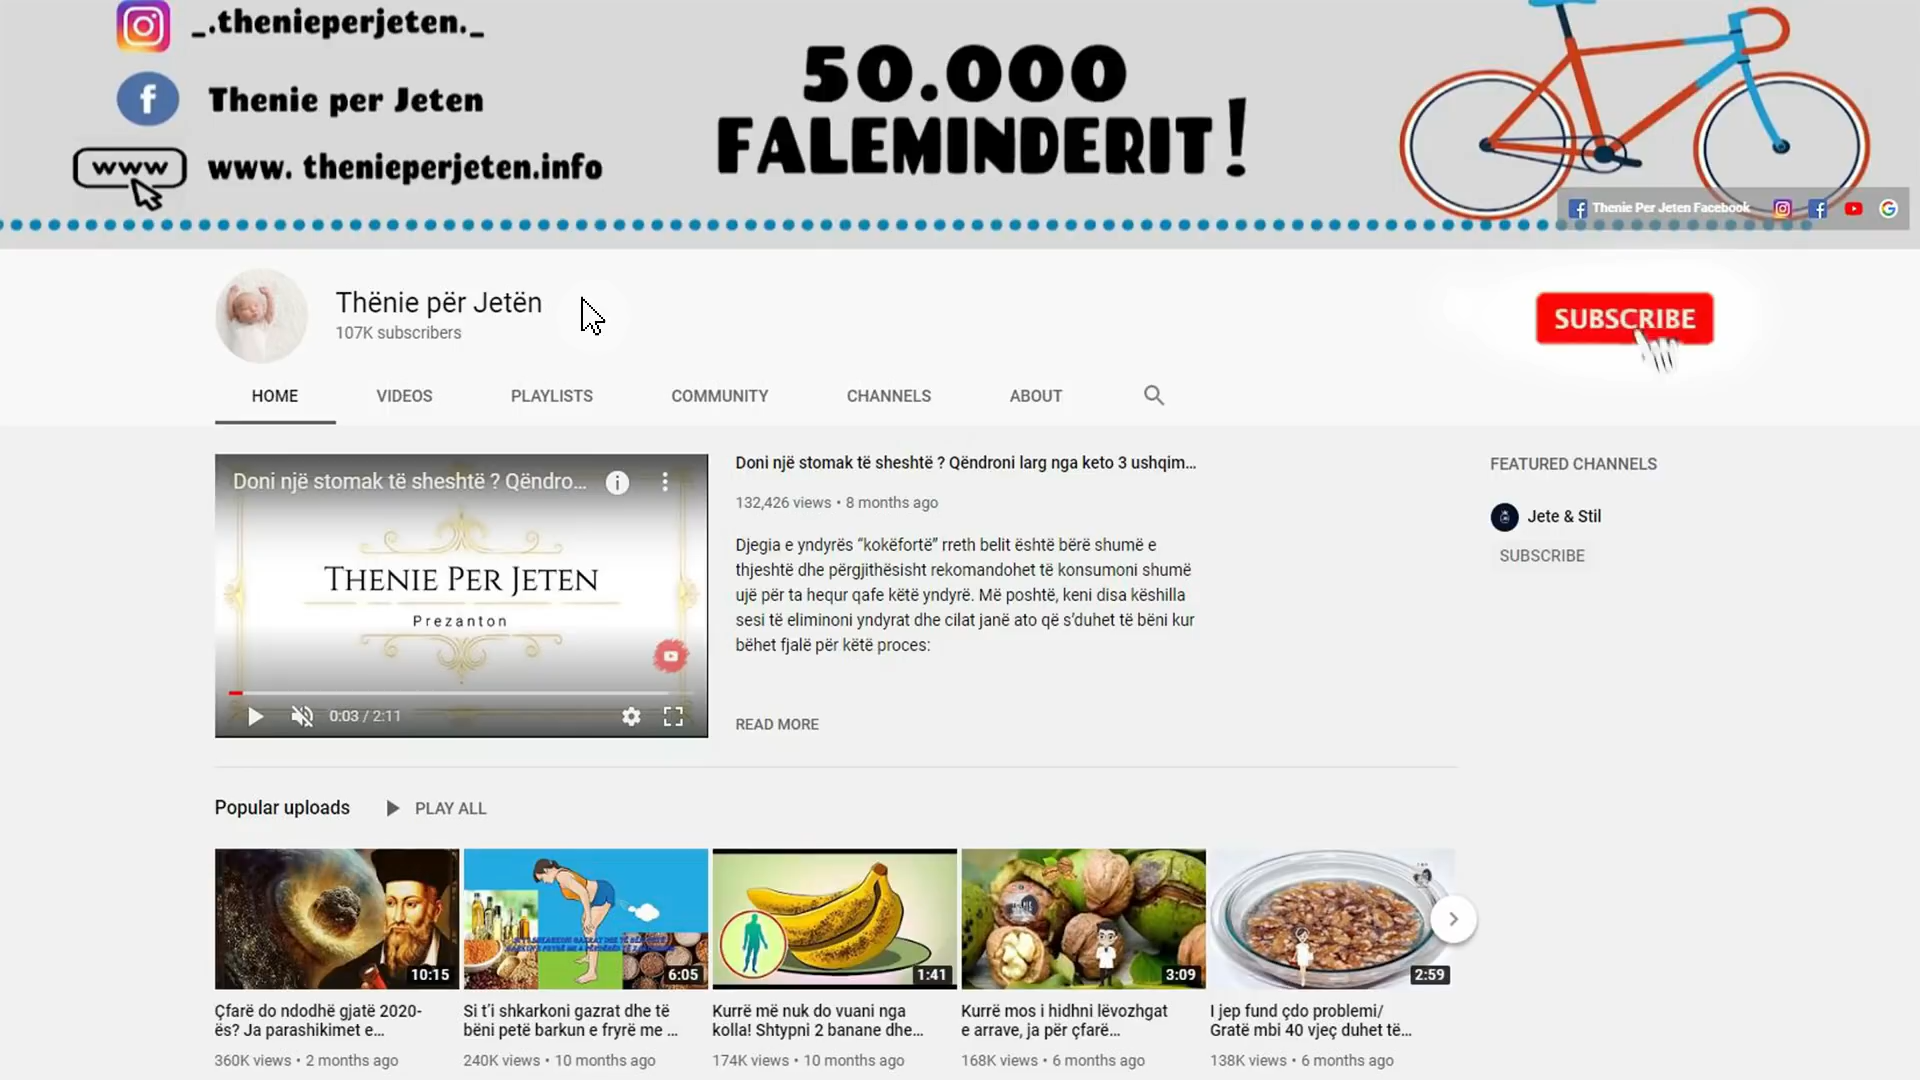 _.thenieperjeten._
Thenie per Jeten
www
www. thenieperjeten.info
50.000
FALEMINDERIT!
Thenie Per Jeten Facebook
Thënie për Jetën
107K subscribers
SUBSCRIBE
HOME
VIDEOS
PLAYLISTS
COMMUNITY
CHANNELS
ABOUT
Doni një stomak të sheshtë ? Qëndro...
THENIE PER JETEN
Prezanton
0:03 / 2:11
Doni një stomak të sheshtë ? Qëndroni larg nga keto 3 ushqim...
132,426 views • 8 months ago
Djegia e yndyrës “kokëfortë” rreth belit është bërë shumë e
thjeshtë dhe përgjithësisht rekomandohet të konsumoni shumë
ujë për ta hequr qafe këtë yndyrë. Më poshtë, keni disa këshilla
sesi të eliminoni yndyrat dhe cilat janë ato që s’duhet të bëni kur
bëhet fjalë për këtë proces:
READ MORE
FEATURED CHANNELS
Jete & Stil
SUBSCRIBE
Popular uploads
PLAY ALL
10:15
6:05
1:41
3:09
2:59
Çfarë do ndodhë gjatë 2020-
ës? Ja parashikimet e...
360K views • 2 months ago
Si t’i shkarkoni gazrat dhe të
bëni petë barkun e fryrë me ...
240K views • 10 months ago
Kurrë më nuk do vuani nga
kolla! Shtypni 2 banane dhe...
174K views • 10 months ago
Kurrë mos i hidhni lëvozhgat
e arrave, ja për çfarë...
168K views • 6 months ago
I jep fund çdo problemi/
Gratë mbi 40 vjeç duhet të...
138K views • 6 months ago